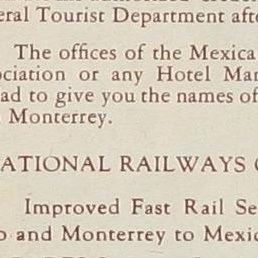 eral Tourist Department afte
The offices of the Mexica
ociation or any Hotel Man
ad to give you the names of
Monterrey.
ATIONAL RAILWAYS
Improved Fast Rail Se
o and Monterrey to Mexic